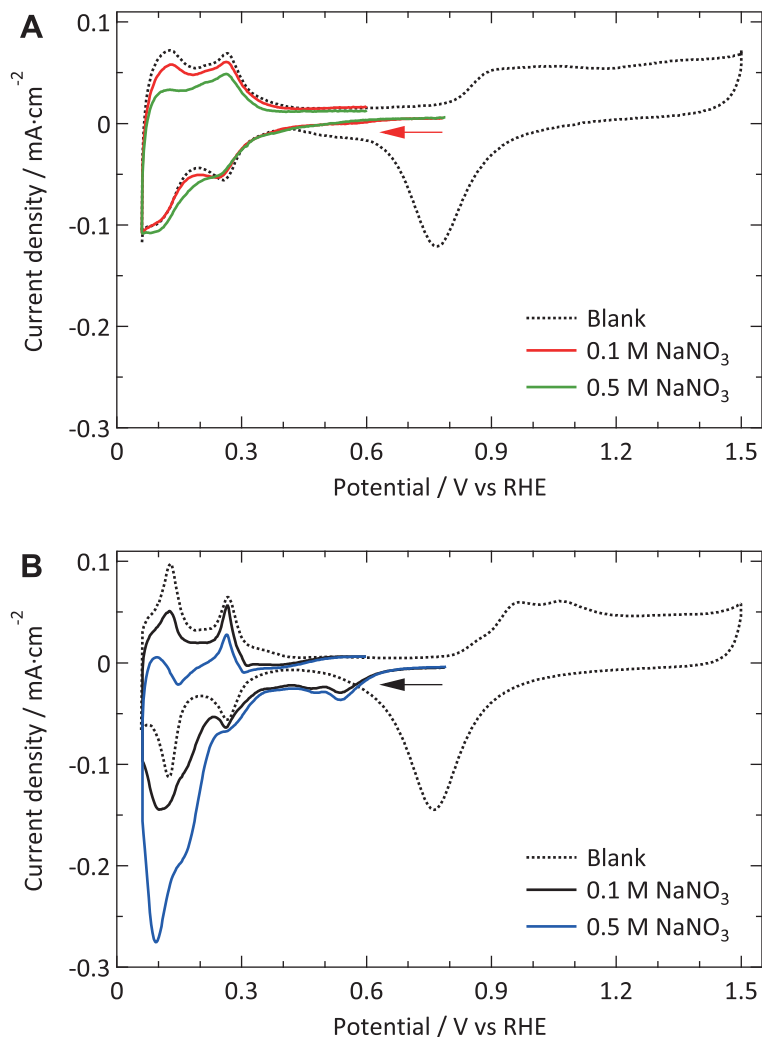 A
0.1
0
-0.1
-0.2
-0.3
Current density / mA·cm⁻²
Blank
0.1 M NaNO₃
0.5 M NaNO₃
0 0.3 0.6 0.9 1.2 1.5
Potential / V vs RHE
B
0.1
0
-0.1
-0.2
-0.3
Current density / mA·cm⁻²
Blank
0.1 M NaNO₃
0.5 M NaNO₃
0 0.3 0.6 0.9 1.2 1.5
Potential / V vs RHE